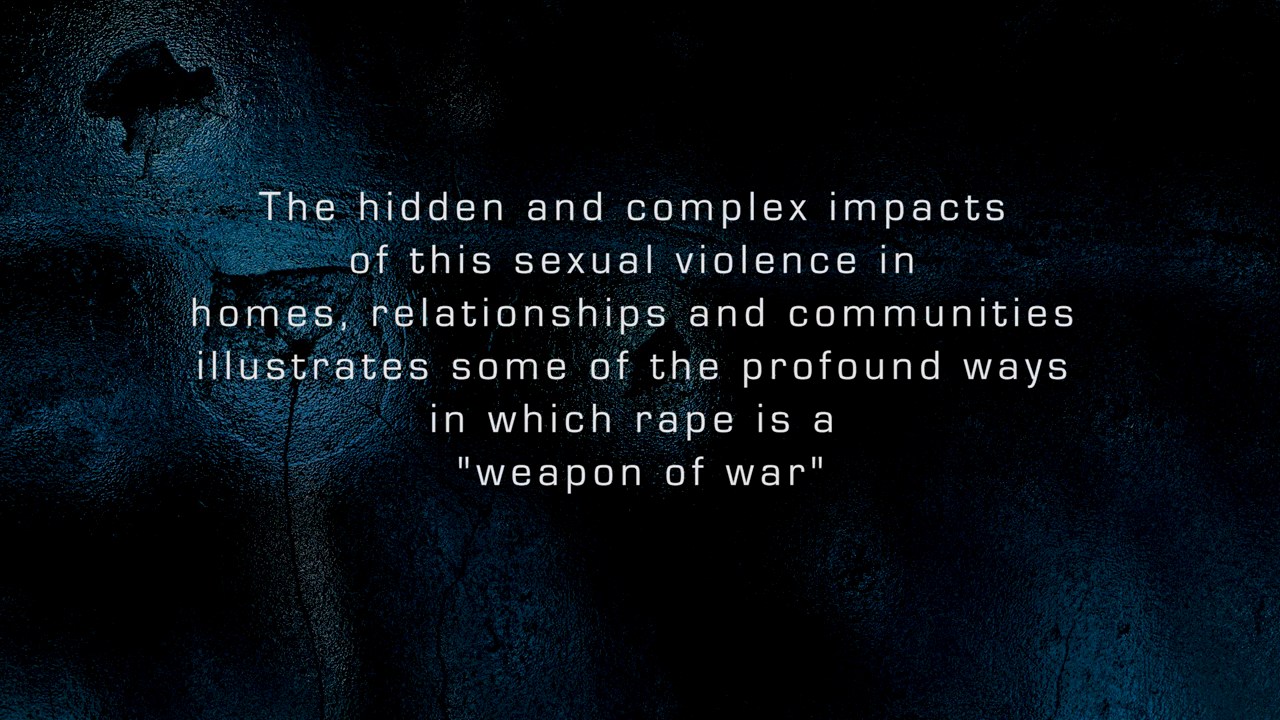 The hidden and complex impacts
of this sexual violence in
homes, relationships and communities
illustrates some of the profound ways
in which rape is a
"weapon of war"